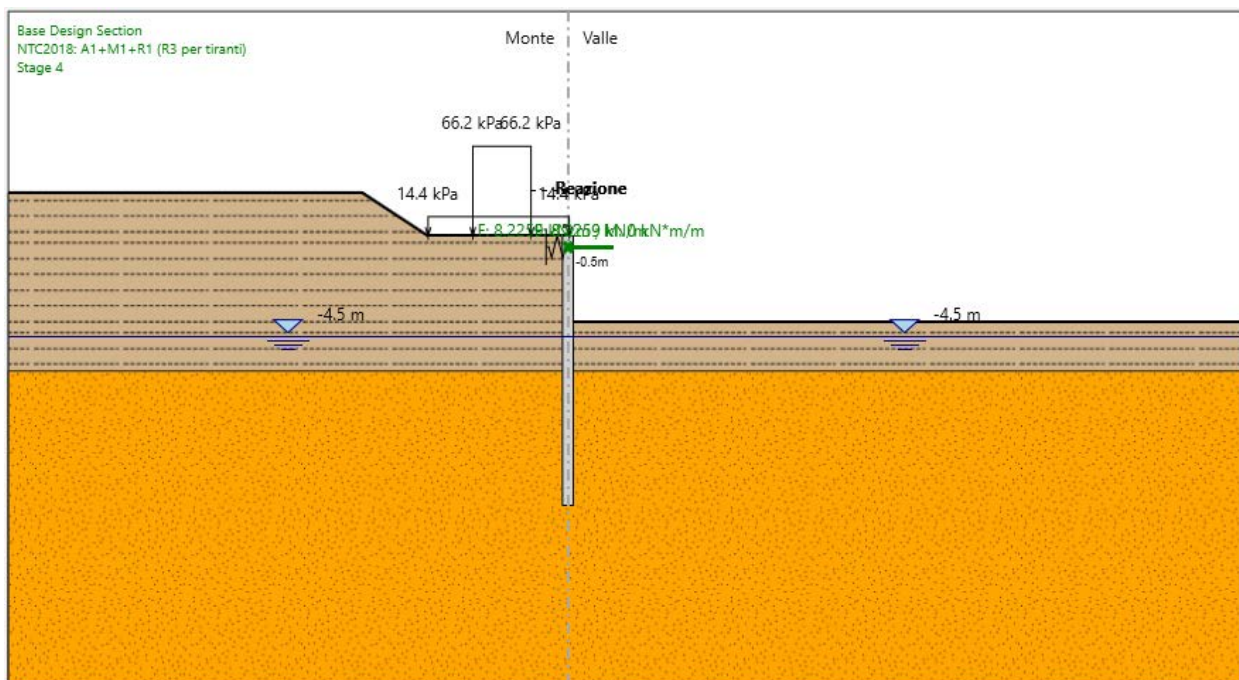 Base Design Section
NTC2018: A1+M1+R1 (R3 per tiranti)
Stage 4
Monte
Valle
66.2 kPa
66.2 kPa
Reazione
14.4 kPa
14.4 kPa
-0.5m
-4.5 m
-4.5 m